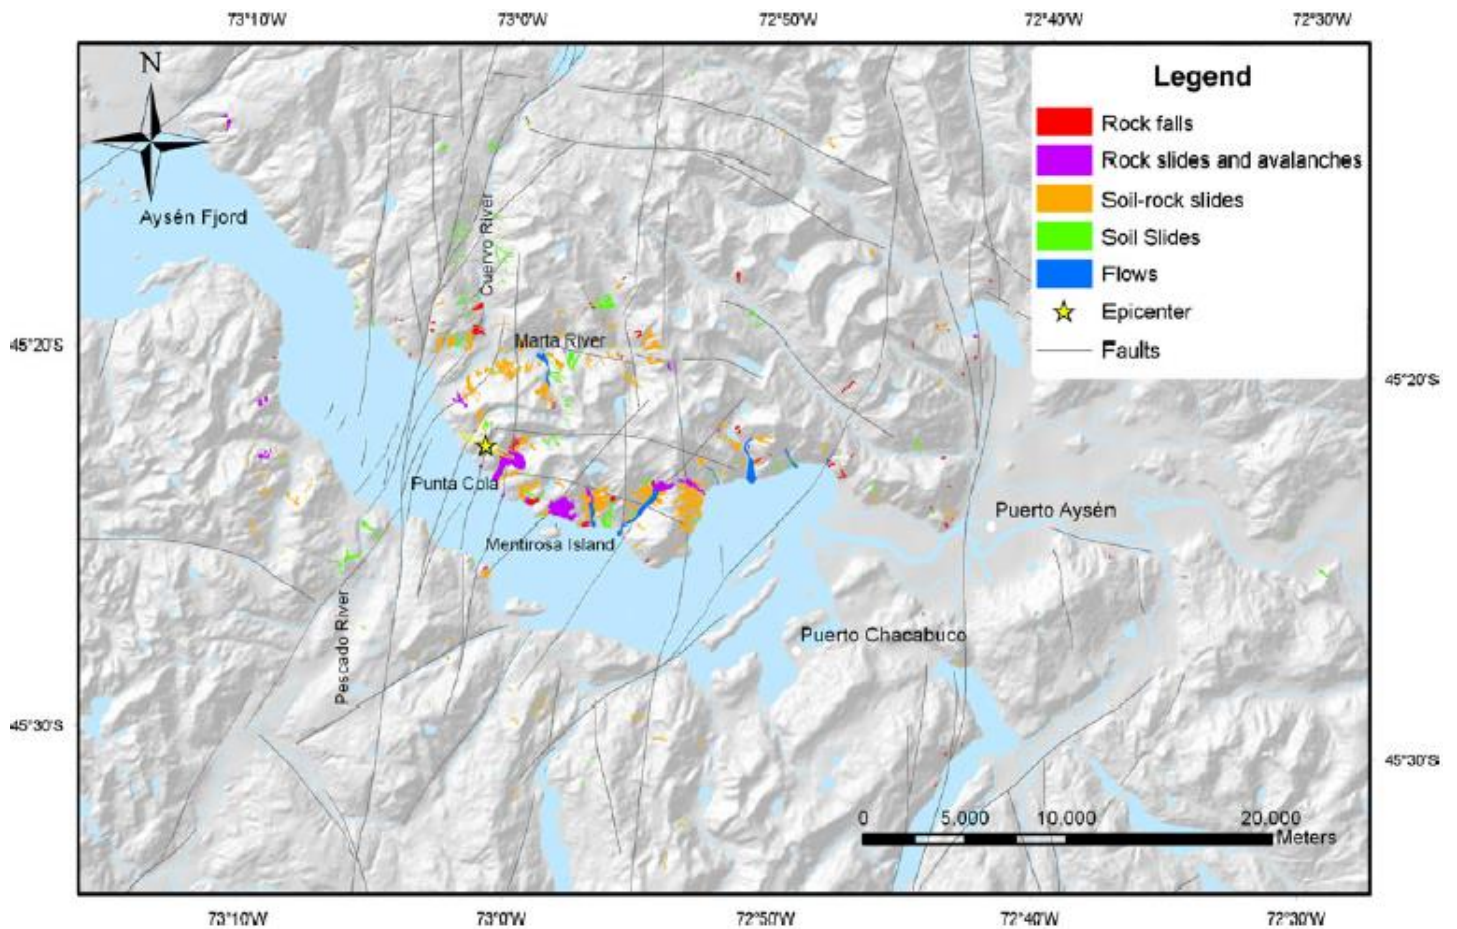 73°10'W 73°0'W 72°50'W 72°40'W 72°30'W
N
Legend
Rock falls
Rock slides and avalanches
Soil-rock slides
Soil Slides
Flows
Epicenter
Faults
Aysén Fjord
Cuervo River
45°20'S
Marta River
45°20'S
Punta Cola
Puerto Aysén
Mentirosa Island
Pescado River
Puerto Chacabuco
45°30'S
45°30'S
0 5.000 10.000 20.000
Meters
73°10'W 73°0'W 72°50'W 72°40'W 72°30'W